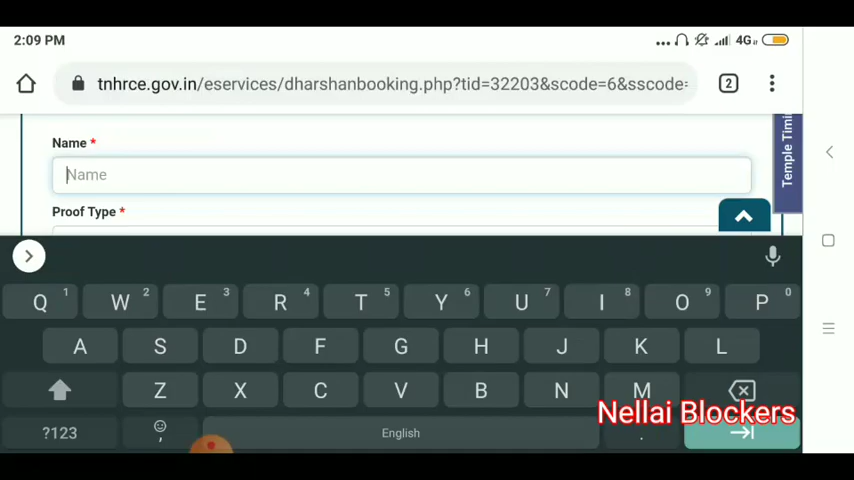 2:09 PM
4G
tnhrce.gov.in/eservices/dharshanbooking.php?tid=32203&scode=6&sscode=
2
Name *
Name
Proof Type *
Temple Timi
Q 1 W 2 E 3 R 4 T 5 Y 6 U 7 I 8 O 9 P 0
A S D F G H J K L
Z X C V B N M
Nellai Blockers
?123 , English .